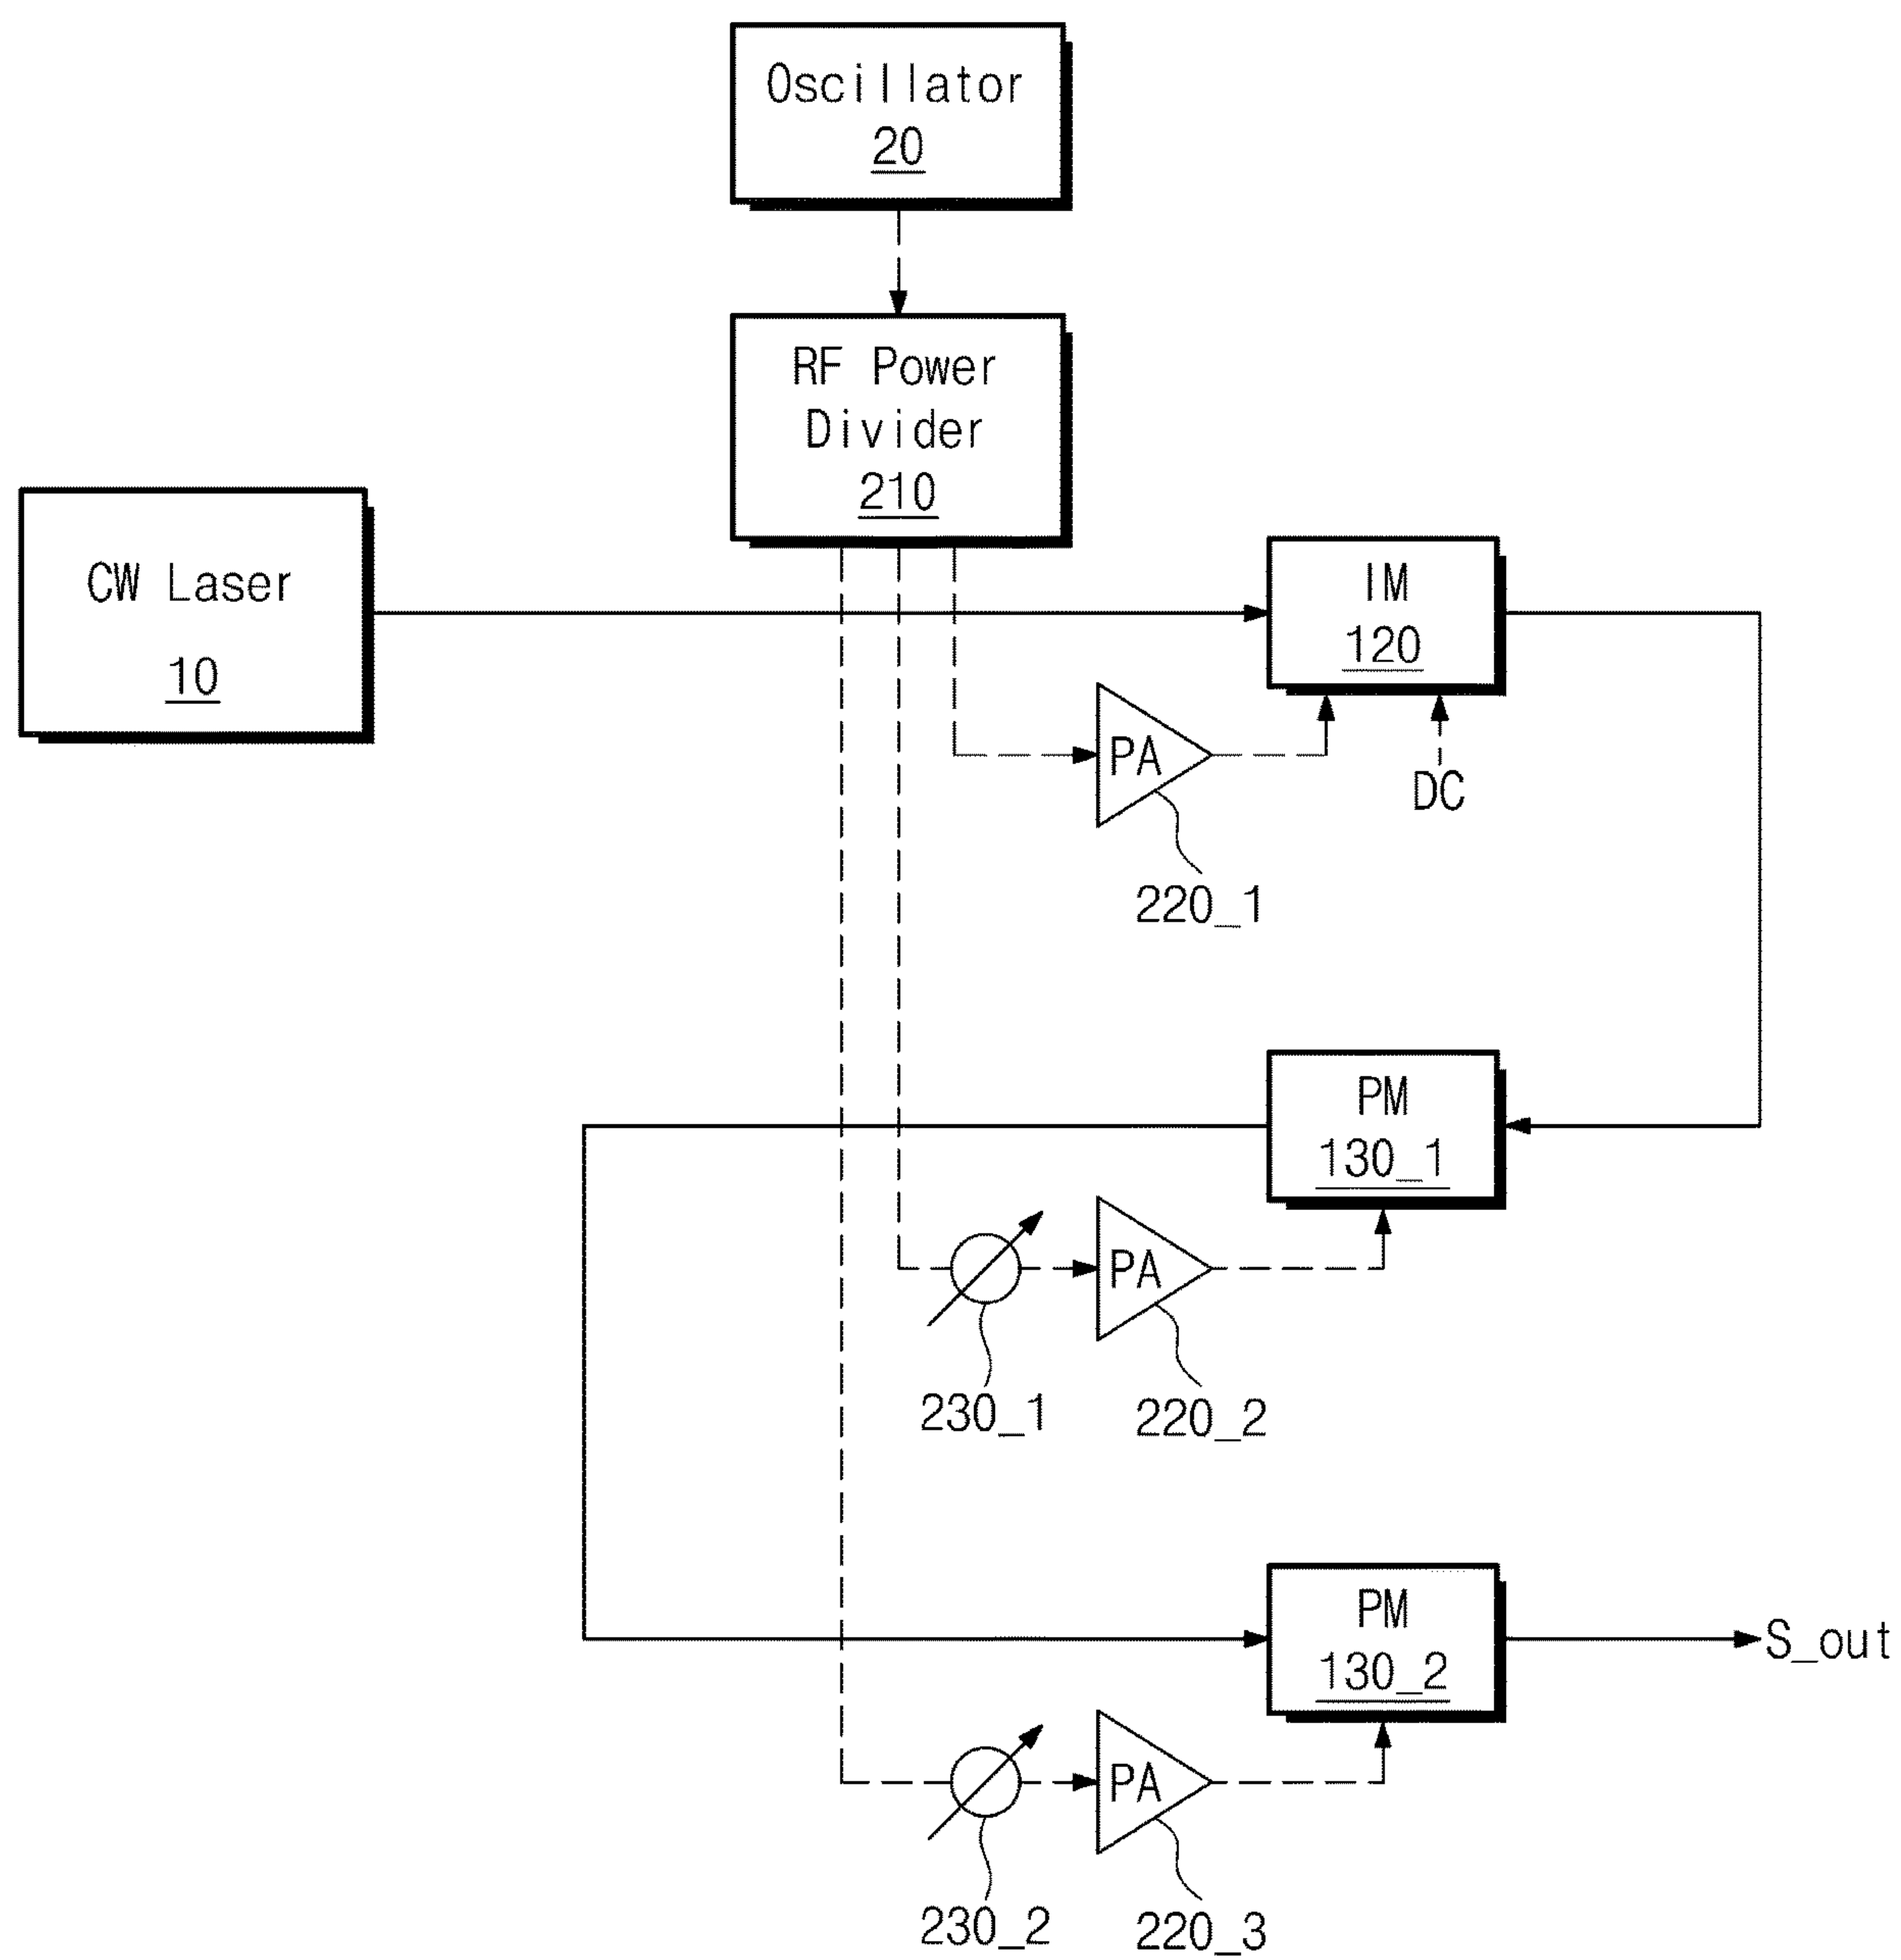 Oscillator
20
RF Power
Divider
210
CW Laser
10
IM
120
PA
DC
220_1
PM
130_1
PA
230_1
220_2
PM
130_2
S_out
PA
230_2
220_3